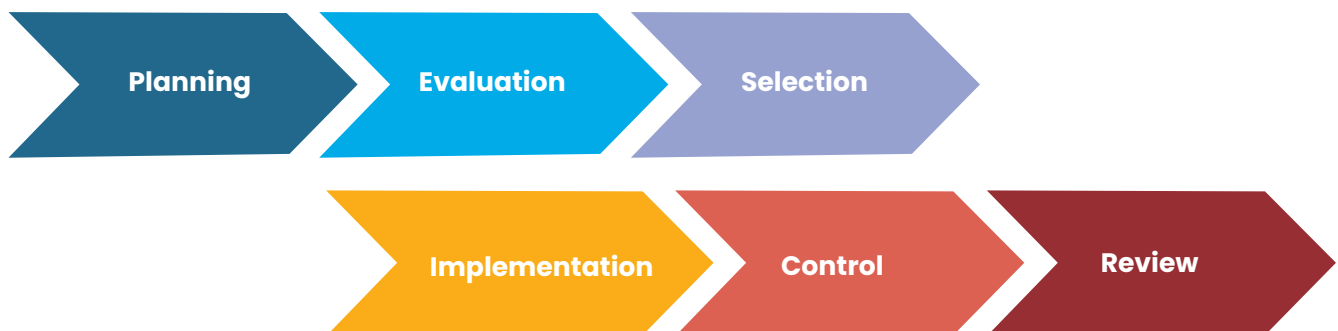 Planning
Evaluation
Selection
Implementation
Control
Review